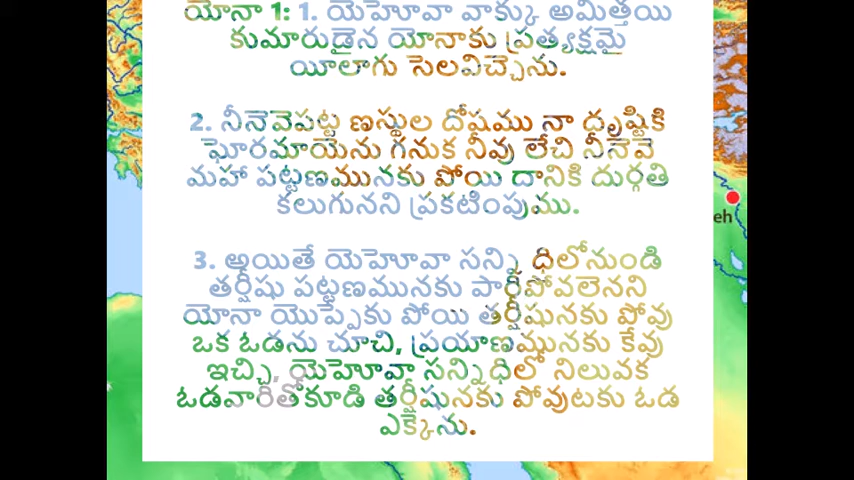 యోనా 1: 1. యెహోవా వాక్కు అమిత్తయి
కుమారుడైన యోనాకు ప్రత్యక్షమై
యీలాగు సెలవిచ్చెను.
2. నీనెవెపట్ట ణస్థుల దోషము నా దృష్టికి
ఘోరమాయెను గనుక నీవు లేచి నీనెవె
మహా పట్టణమునకు పోయి దానికి దుర్గతి
కలుగునని ప్రకటింపుము.
3. అయితే యెహోవా సన్ని ధిలోనుండి
తర్షీషు పట్టణమునకు పారిపోవలెనని
యోనా యొప్పేకు పోయి తర్షీషునకు పోవు
ఒక ఓడను చూచి, ప్రయాణమునకు కేవు
ఇచ్చి, యెహోవా సన్నిధిలో నిలువక
ఓడవారితోకూడి తర్షీషునకు పోవుటకు ఓడ
ఎక్కెను.
eh